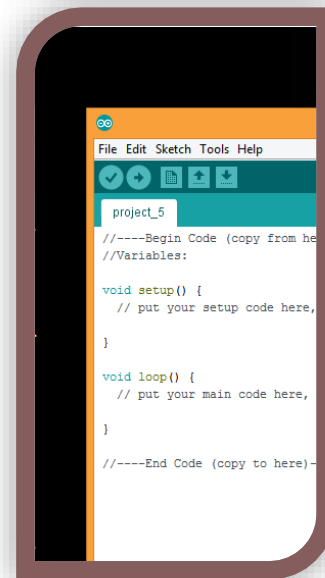 File Edit Sketch Tools Help
project_5
//----Begin Code (copy from he
//Variables:
void setup() {
// put your setup code here,
}
void loop() {
// put your main code here,
}
//----End Code (copy to here)-